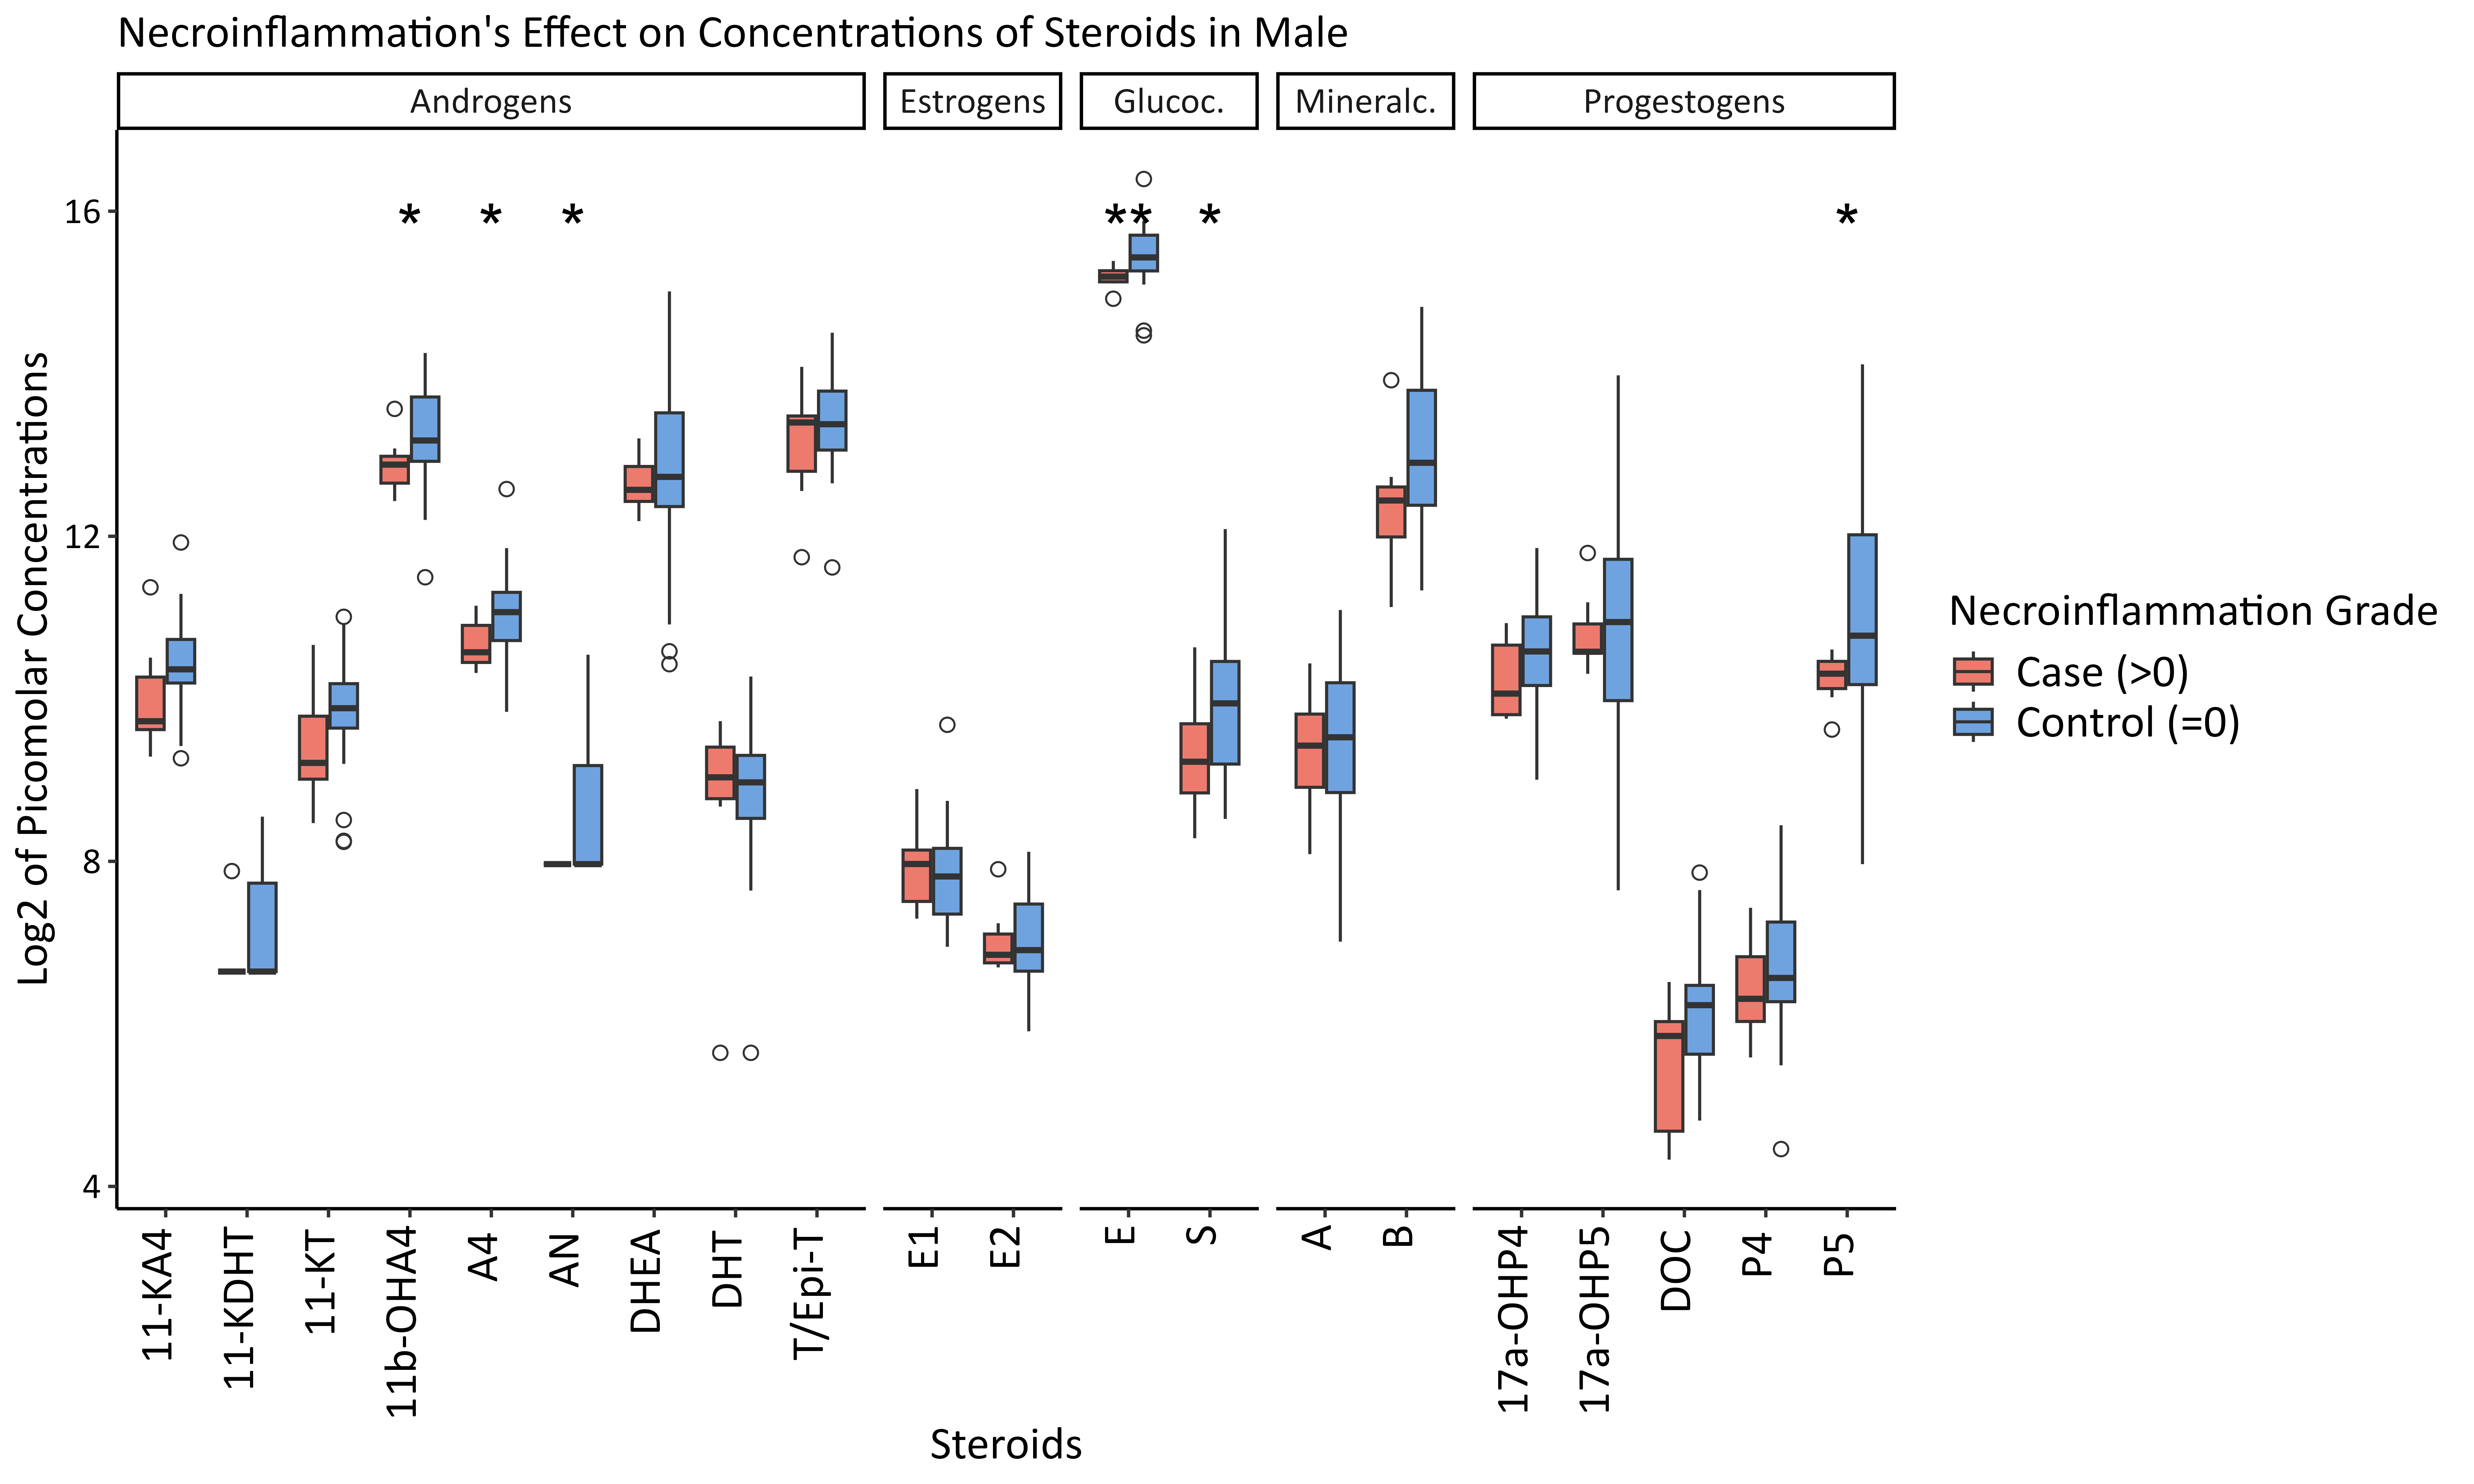 Necroinflammation's Effect on Concentrations of Steroids in Male
Androgens Estrogens Glucoc. Mineralc. Progestogens
* * * ** * *
16
12
8
4
Log2 of Picomolar Concentrations
11-KA4 11-KDHT 11-KT 11b-OHA4 A4 AN DHEA DHT T/Epi-T E1 E2 E S A B 17a-OHP4 17a-OHP5 DOC P4 P5
Steroids
Necroinflammation Grade
Case (>0)
Control (=0)